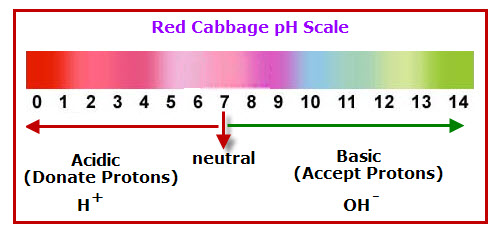 Red Cabbage pH Scale
0 1 2 3 4 5 6 7 8 9 10 11 12 13 14
Acidic
(Donate Protons)
H+
neutral
Basic
(Accept Protons)
OH-